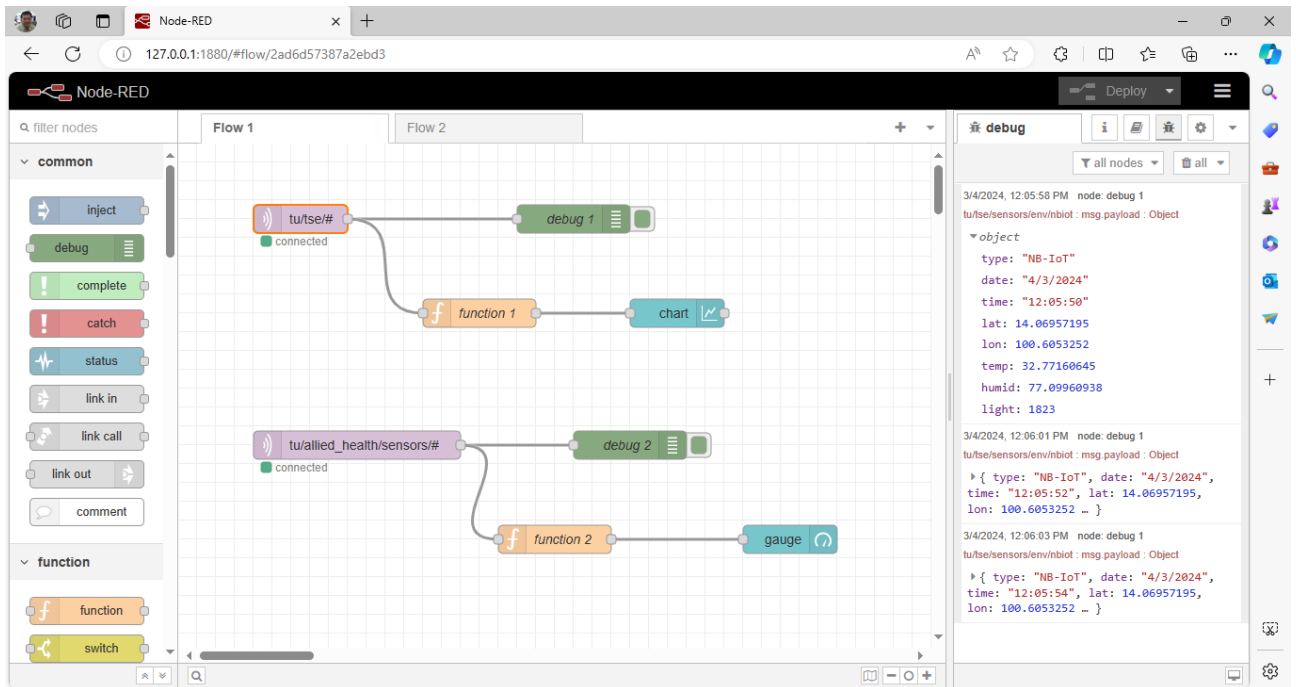 Node-RED
127.0.0.1:1880/#flow/2ad6d57387a2ebd3
Node-RED
Deploy
filter nodes
common
inject
debug
complete
catch
status
link in
link call
link out
comment
function
function
switch
Flow 1
Flow 2
tu/tse/#
connected
debug 1
function 1
chart
tu/allied_health/sensors/#
connected
debug 2
function 2
gauge
debug
all nodes
all
3/4/2024, 12:05:58 PM node: debug 1
tu/tse/sensors/env/nbiot : msg.payload : Object
object
type: "NB-IoT"
date: "4/3/2024"
time: "12:05:50"
lat: 14.06957195
lon: 100.6053252
temp: 32.77160645
humid: 77.09960938
light: 1823
3/4/2024, 12:06:01 PM node: debug 1
tu/tse/sensors/env/nbiot : msg.payload : Object
{ type: "NB-IoT", date: "4/3/2024",
time: "12:05:52", lat: 14.06957195,
lon: 100.6053252 … }
3/4/2024, 12:06:03 PM node: debug 1
tu/tse/sensors/env/nbiot : msg.payload : Object
{ type: "NB-IoT", date: "4/3/2024",
time: "12:05:54", lat: 14.06957195,
lon: 100.6053252 … }